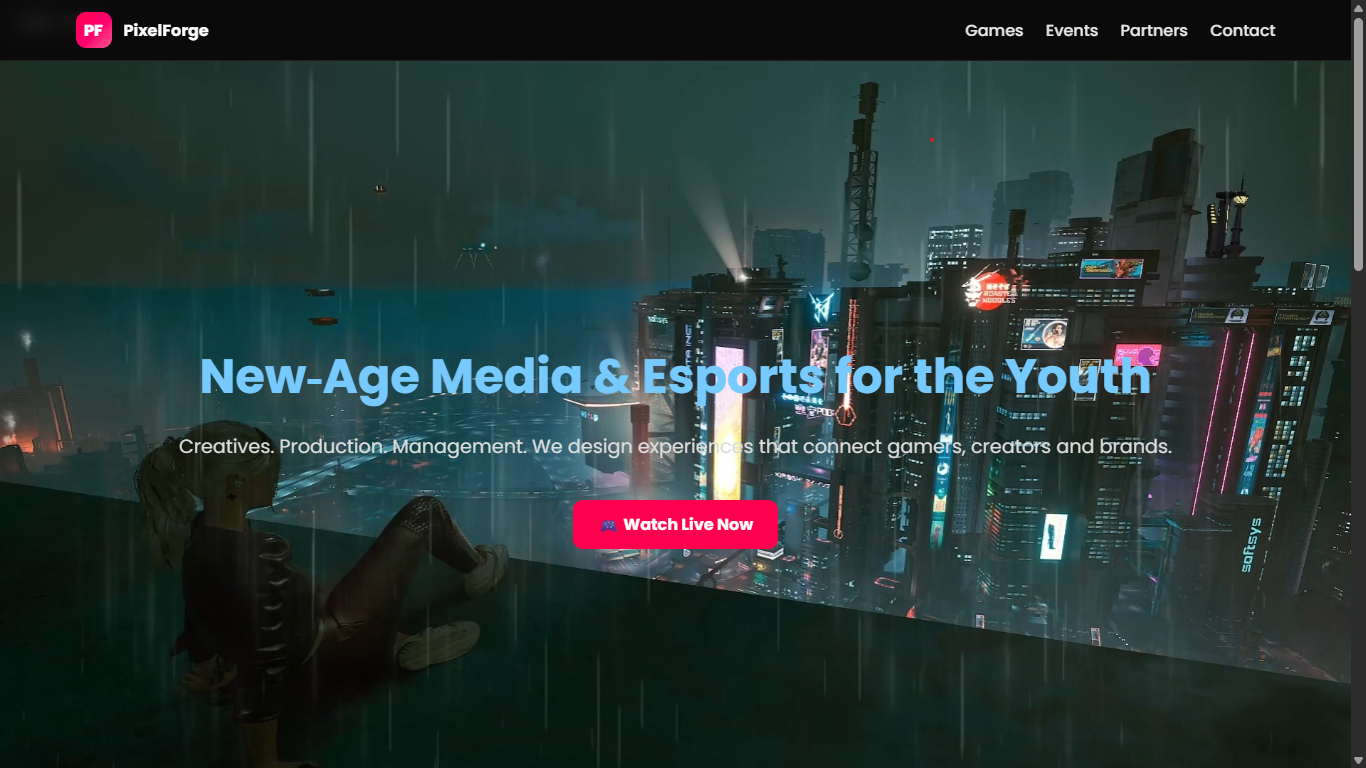 PF PixelForge
Games Events Partners Contact
ADANTED
NOODLES
New-Age Media & Esports for the Youth
Creatives. Production. Management. We design experiences that connect gamers, creators and brands.
🎮 Watch Live Now
softsys